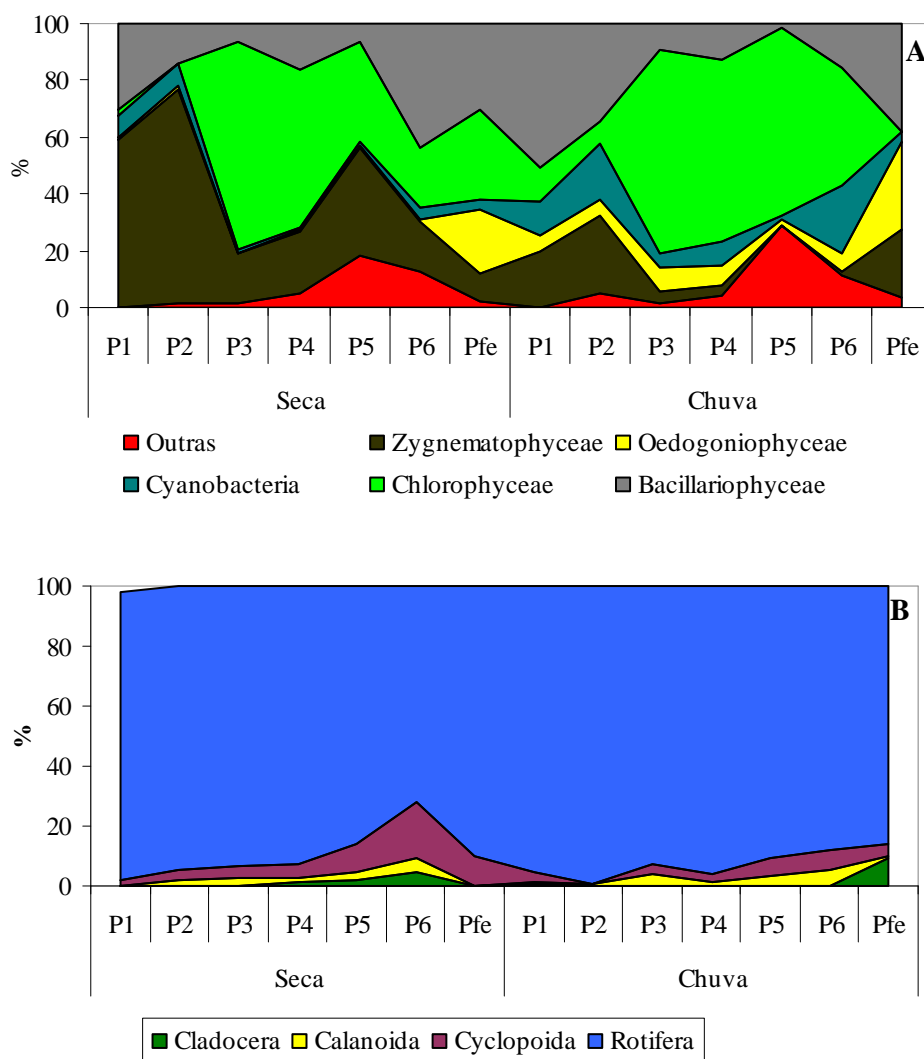 100
80
60
40
20
0
%
A
P1 P2 P3 P4 P5 P6 Pfe P1 P2 P3 P4 P5 P6 Pfe
Seca Chuva
Outras Zygnematophyceae Oedogoniophyceae
Cyanobacteria Chlorophyceae Bacillariophyceae
100
80
60
40
20
0
%
B
P1 P2 P3 P4 P5 P6 Pfe P1 P2 P3 P4 P5 P6 Pfe
Seca Chuva
Cladocera Calanoida Cyclopoida Rotifera